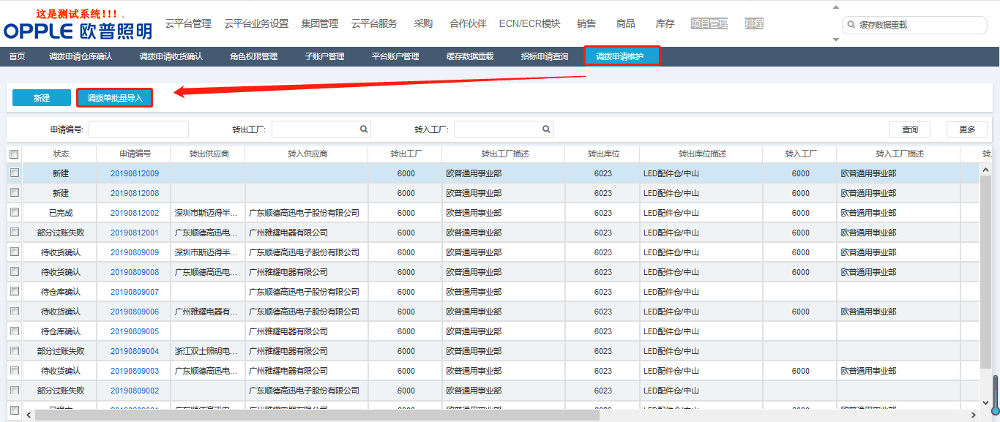 这是测试系统!!! .
OPPLE 欧普照明
云平台管理 云平台业务设置 集团管理 云平台服务 采购 合作伙伴 ECN/ECR模块 销售 商品 库存 项目管理 排程
缓存数据重载
首页 调拨申请仓库确认 调拨申请收货确认 角色权限管理 子账户管理 平台账户管理 缓存数据重载 招标申请查询 调拨申请维护
新建 调拨单批量导入
申请编号: 转出工厂: 转入工厂: 查询 更多
状态 申请编号 转出供应商 转入供应商 转出工厂 转出工厂描述 转出库位 转出库位描述 转入工厂 转入工厂描述 转入
新建 20190812009 6000 欧普通用事业部 6023 LED配件仓/中山 6000 欧普通用事业部
新建 20190812008 6000 欧普通用事业部 6023 LED配件仓/中山 6000 欧普通用事业部
已完成 20190812002 深圳市斯迈得半... 广东顺德高迅电子股份有限公司 6000 欧普通用事业部 6023 LED配件仓/中山 6000 欧普通用事业部
部分过账失败 20190812001 广东顺德高迅电... 广州雅耀电器有限公司 6000 欧普通用事业部 6023 LED配件仓/中山 6000 欧普通用事业部
待收货确认 20190809009 深圳市斯迈得半... 广东顺德高迅电子股份有限公司 6000 欧普通用事业部 6023 LED配件仓/中山 6000 欧普通用事业部
待收货确认 20190809008 广东顺德高迅电... 广州雅耀电器有限公司 6000 欧普通用事业部 6023 LED配件仓/中山 6000 欧普通用事业部
待仓库确认 20190809007 广东顺德高迅电子股份有限公司 6000 欧普通用事业部 6023 LED配件仓/中山
待收货确认 20190809006 广州雅耀电器有... 广东顺德高迅电子股份有限公司 6000 欧普通用事业部 6023 LED配件仓/中山 6000 欧普通用事业部
待仓库确认 20190809005 广州雅耀电器有限公司 6000 欧普通用事业部 6023 LED配件仓/中山
部分过账失败 20190809004 浙江双士照明电... 广州雅耀电器有限公司 6000 欧普通用事业部 6023 LED配件仓/中山
待收货确认 20190809003 广东顺德高迅电... 广州雅耀电器有限公司 6000 欧普通用事业部 6023 LED配件仓/中山 6000 欧普通用事业部
部分过账失败 20190809002 广东顺德高迅电子股份有限公司 6000 欧普通用事业部 6023 LED配件仓/中山